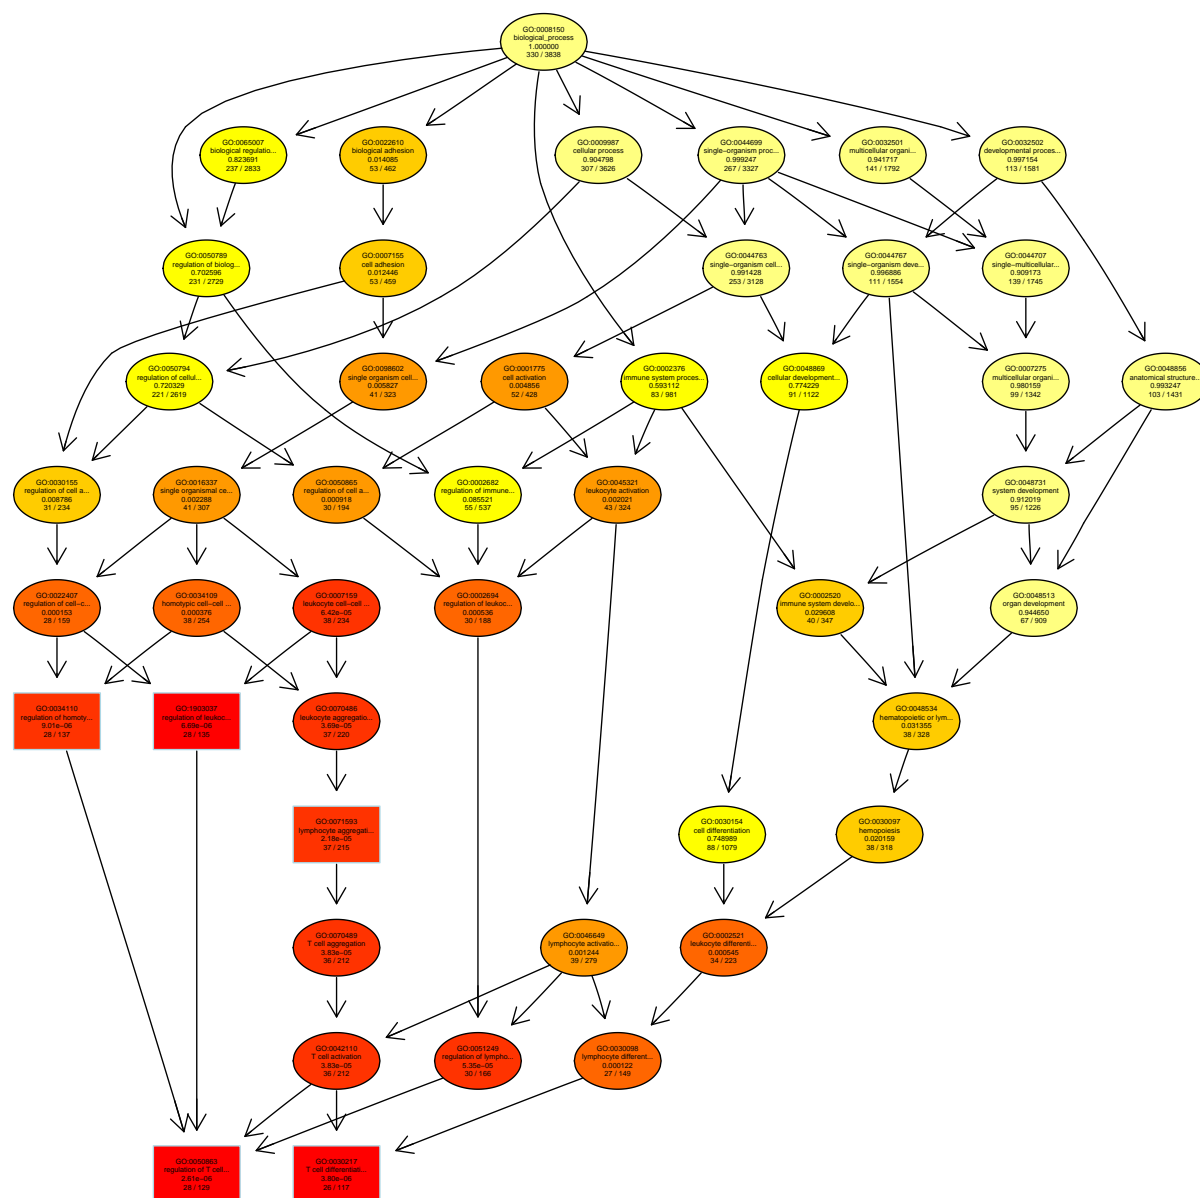 GO:0008150
biological_process
1.000000
330 / 3838
GO:0065007
biological regulatio...
0.823691
237 / 2833
GO:0022610
biological adhesion
0.014085
53 / 462
GO:0009987
cellular process
0.904798
307 / 3626
GO:0044699
single−organism proc...
0.999247
267 / 3327
GO:0032501
multicellular organi...
0.941717
141 / 1792
GO:0032502
developmental proces...
0.997154
113 / 1581
GO:0050789
regulation of biolog...
0.702596
231 / 2729
GO:0007155
cell adhesion
0.012446
53 / 459
GO:0044763
single−organism cell...
0.991428
253 / 3128
GO:0044767
single−organism deve...
0.996886
111 / 1554
GO:0044707
single−multicellular...
0.909173
139 / 1745
GO:0050794
regulation of cellul...
0.720329
221 / 2619
GO:0098602
single organism cell...
0.005827
41 / 323
GO:0001775
cell activation
0.004856
52 / 428
GO:0002376
immune system proces...
0.593112
83 / 981
GO:0048869
cellular development...
0.774229
91 / 1122
GO:0007275
multicellular organi...
0.980159
99 / 1342
GO:0048856
anatomical structure...
0.993247
103 / 1431
GO:0030155
regulation of cell a...
0.008786
31 / 234
GO:0016337
single organismal ce...
0.002288
41 / 307
GO:0050865
regulation of cell a...
0.000918
30 / 194
GO:0002682
regulation of immune...
0.085521
55 / 537
GO:0045321
leukocyte activation
0.002021
43 / 324
GO:0048731
system development
0.912019
95 / 1226
GO:0022407
regulation of cell−c...
0.000153
28 / 159
GO:0034109
homotypic cell−cell ...
0.000376
38 / 254
GO:0007159
leukocyte cell−cell ...
6.42e−05
38 / 234
GO:0002694
regulation of leukoc...
0.000536
30 / 188
GO:0002520
immune system develo...
0.029608
40 / 347
GO:0048513
organ development
0.944650
67 / 909
GO:0034110
regulation of homoty...
9.01e−06
28 / 137
GO:1903037
regulation of leukoc...
6.69e−06
28 / 135
GO:0070486
leukocyte aggregatio...
3.69e−05
37 / 220
GO:0048534
hematopoietic or lym...
0.031355
38 / 328
GO:0071593
lymphocyte aggregati...
2.18e−05
37 / 215
GO:0030154
cell differentiation
0.748989
88 / 1079
GO:0030097
hemopoiesis
0.020159
38 / 318
GO:0070489
T cell aggregation
3.83e−05
36 / 212
GO:0046649
lymphocyte activatio...
0.001244
39 / 279
GO:0002521
leukocyte differenti...
0.000545
34 / 223
GO:0042110
T cell activation
3.83e−05
36 / 212
GO:0051249
regulation of lympho...
5.35e−05
30 / 166
GO:0030098
lymphocyte different...
0.000122
27 / 149
GO:0050863
regulation of T cell...
2.61e−06
28 / 129
GO:0030217
T cell differentiati...
3.80e−06
26 / 117